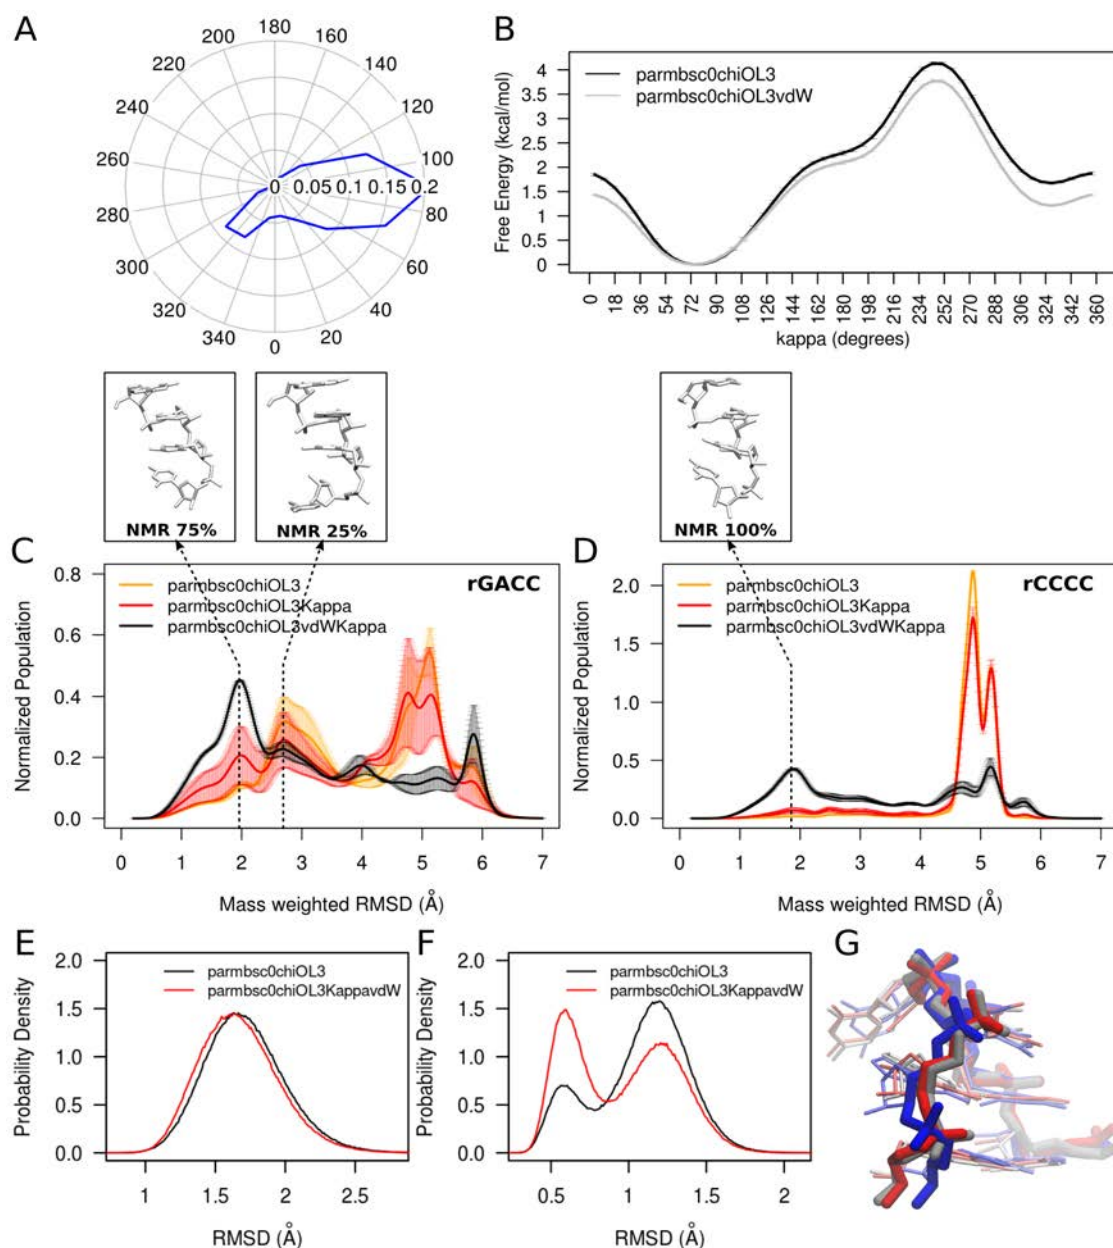 A
180
200
160
220
140
240
120
260
100
0 0.05 0.1 0.15 0.2
280
80
300
60
320
40
340
20
0
B
parmbsc0chiOL3
parmbsc0chiOL3vdW
Free Energy (kcal/mol)
4
3.5
3
2.5
2
1.5
1
0.5
0
0 18 36 54 72 90 108 126 144 162 180 198 216 234 252 270 288 306 324 342 360
kappa (degrees)
NMR 75%
NMR 25%
NMR 100%
C
parmbsc0chiOL3
parmbsc0chiOL3Kappa
parmbsc0chiOL3vdWKappa
rGACC
Normalized Population
0.8
0.6
0.4
0.2
0.0
0 1 2 3 4 5 6 7
Mass weighted RMSD (Å)
D
parmbsc0chiOL3
parmbsc0chiOL3Kappa
parmbsc0chiOL3vdWKappa
rCCCC
Normalized Population
2.0
1.5
1.0
0.5
0.0
0 1 2 3 4 5 6 7
Mass weighted RMSD (Å)
E
parmbsc0chiOL3
parmbsc0chiOL3KappavdW
Probability Density
2.0
1.5
1.0
0.5
0.0
1 1.5 2 2.5
RMSD (Å)
F
parmbsc0chiOL3
parmbsc0chiOL3KappavdW
Probability Density
2.0
1.5
1.0
0.5
0.0
0.5 1 1.5 2
RMSD (Å)
G